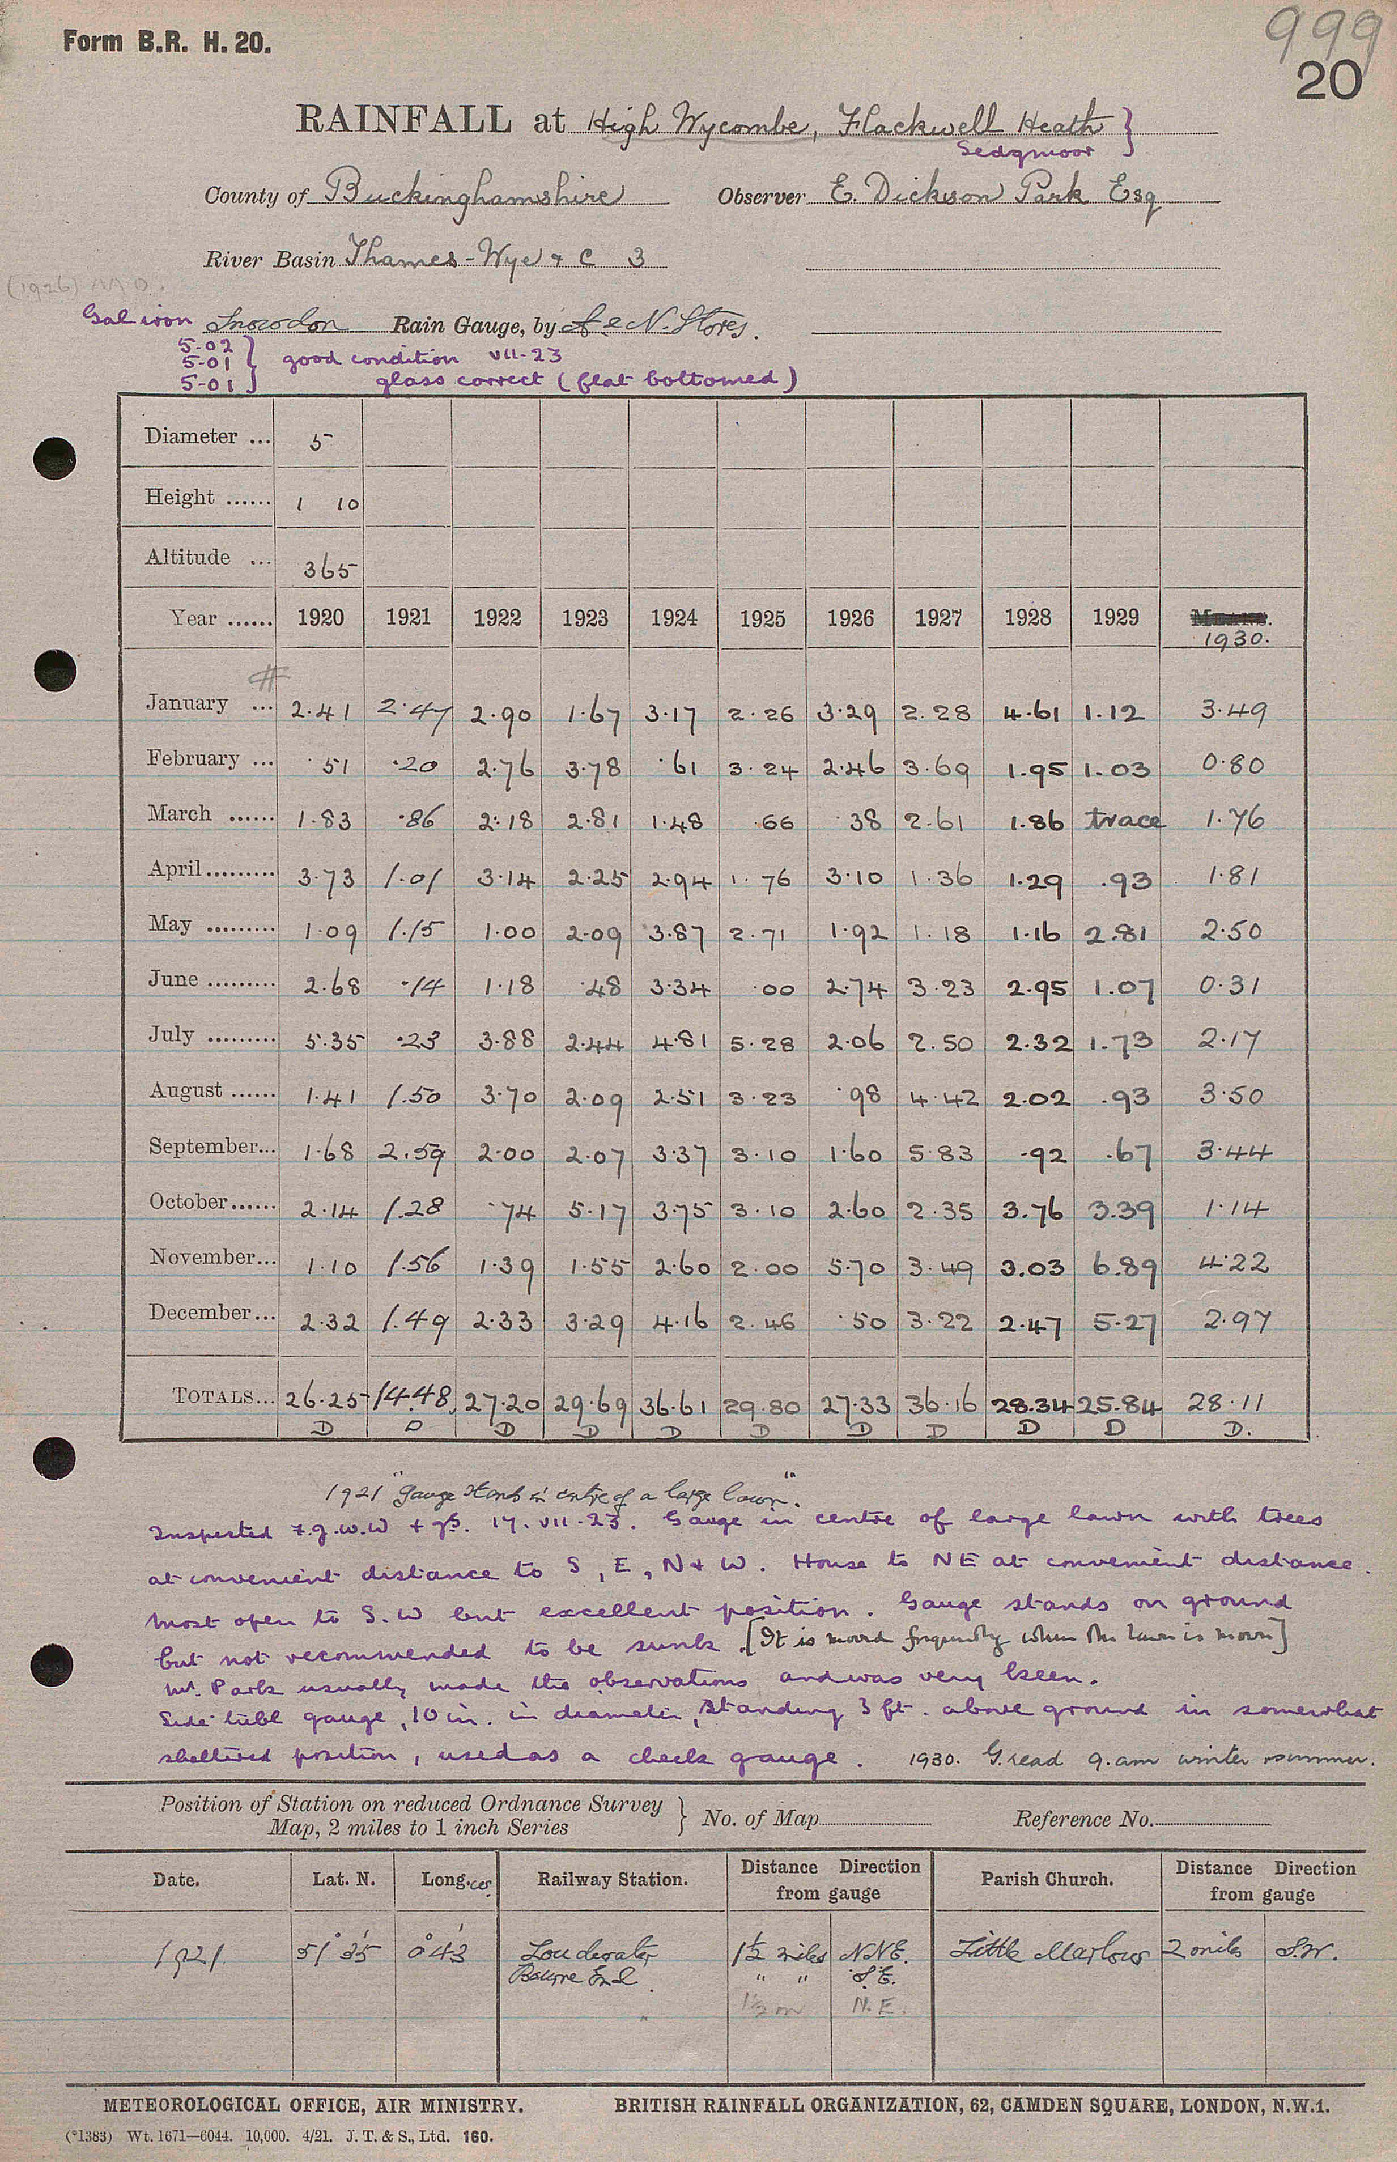 999
Form B.R. H. 20.
20
RAINFALL at High Wycombe, Flackwell Heath }
Sedgmoor
County of Buckinghamshire Observer E. Dickson Park Esq
River Basin Thames - Wye & C 3
(1926)
Gal iron Snowdon Rain Gauge, by A & N. Stores.
5-02
5-01 } good condition VII-23
5-01 glass correct (flat bottomed)
Diameter ... 5
Height ...... 1 10
Altitude ... 365
Year ...... 1920 1921 1922 1923 1924 1925 1926 1927 1928 1929 1930.
January ... 2.41 2.47 2.90 1.67 3.17 2.26 3.29 2.28 4.61 1.12 3.49
February ... .51 .20 2.76 3.78 .61 3.24 2.46 3.69 1.95 1.03 0.80
March ...... 1.83 .86 2.18 2.81 1.48 .66 .38 2.61 1.86 trace 1.76
April ......... 3.73 1.01 3.14 2.25 2.94 1.76 3.10 1.36 1.29 .93 1.81
May ......... 1.09 1.15 1.00 2.09 3.87 2.71 1.92 1.18 1.16 2.81 2.50
June ......... 2.68 .14 1.18 .48 3.34 .00 2.74 3.23 2.95 1.07 0.31
July ......... 5.35 .23 3.88 2.44 4.81 5.28 2.06 2.50 2.32 1.73 2.17
August ...... 1.41 1.50 3.70 2.09 2.51 3.23 .98 4.42 2.02 .93 3.50
September... 1.68 2.59 2.00 2.07 3.37 3.10 1.60 5.83 .92 .67 3.44
October...... 2.14 1.28 .74 5.17 3.75 3.10 2.60 2.35 3.76 3.39 1.14
November... 1.10 1.56 1.39 1.55 2.60 2.00 5.70 3.49 3.03 6.89 4.22
December... 2.32 1.49 2.33 3.29 4.16 2.46 .50 3.22 2.47 5.27 2.97
TOTALS... 26.25 14.48 27.20 29.69 36.61 29.80 27.33 36.16 28.34 25.84 28.11
D D D D D D D D D D D.
1921 "Gauge stands in centre of a large lawn".
Inspected 17.VII.23. Gauge in centre of large lawn with trees
at convenient distance to S, E, N & W. House to NE at convenient distance.
Most open to S.W but excellent position. Gauge stands on ground
but not recommended to be sunk. [It is moved frequently when the lawn is mown]
Mr. Park usually made the observations and was very keen.
Side tube gauge, 10 in. in diameter, standing 3 ft. above ground in somewhat
sheltered position, used as a check gauge. 1930. G. read 9. am winter & summer.
Position of Station on reduced Ordnance Survey
Map, 2 miles to 1 inch Series } No. of Map Reference No.
Date. Lat. N. Long. W. Railway Station. Distance Direction from gauge Parish Church. Distance Direction from gauge
1921 51° 35' 0° 43' Loudwater 1½ miles NNE. Little Marlow 2 miles S.W.
Bourne End " " S.E.
1½ m N.E.
METEOROLOGICAL OFFICE, AIR MINISTRY. BRITISH RAINFALL ORGANIZATION, 62, CAMDEN SQUARE, LONDON, N.W.1.
(*1383) Wt. 1671—6044. 10,000. 4/21. J. T. & S., Ltd. 160.